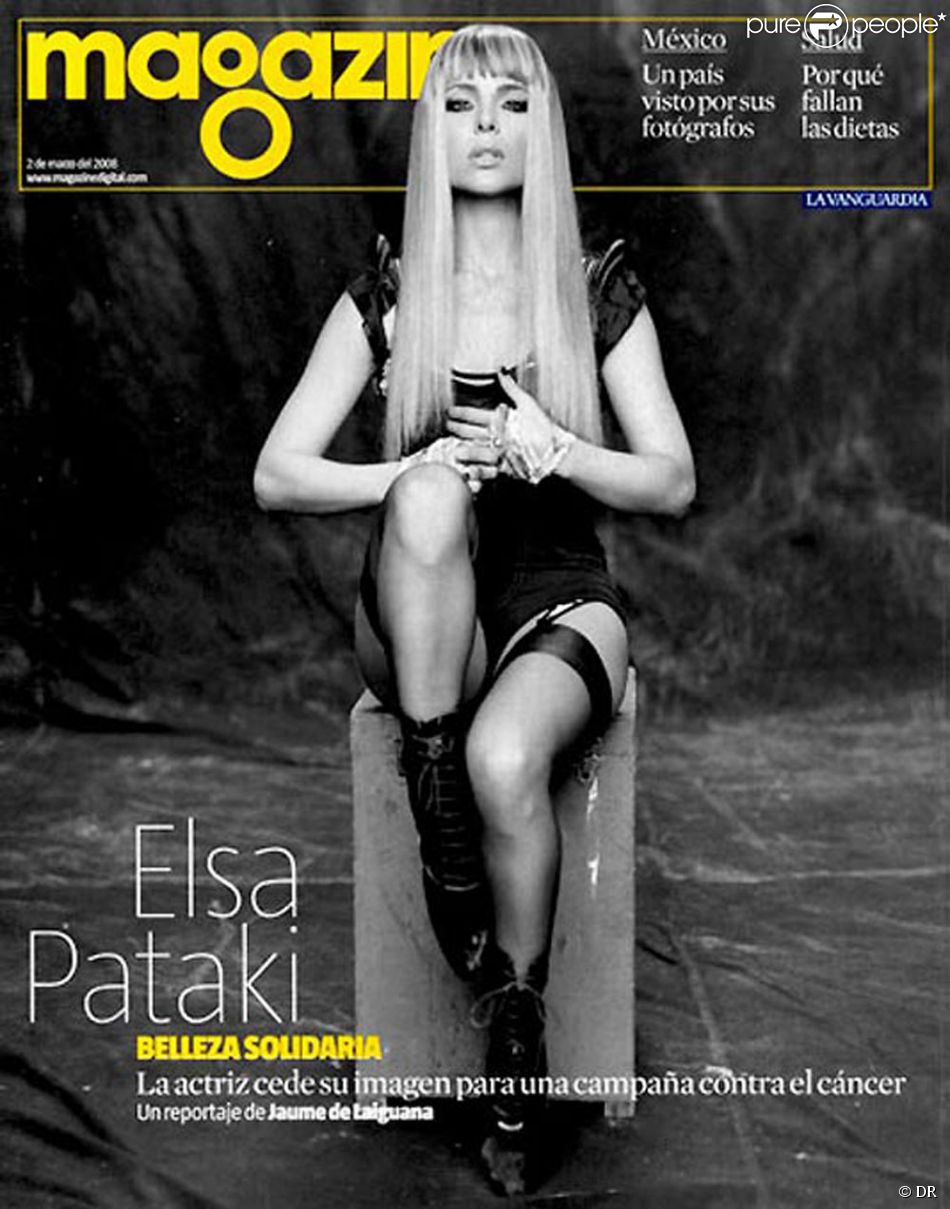 pure people*
magazin
México
Un país
visto por sus
fotógrafos
Salud
Por qué
fallan
las dietas
2 de marzo del 2008
www.magazinedigital.com
LA VANGUARDIA
Elsa
Pataki
BELLEZA SOLIDARIA
La actriz cede su imagen para una campaña contra el cáncer
Un reportaje de Jaume de Laiguana
© DR